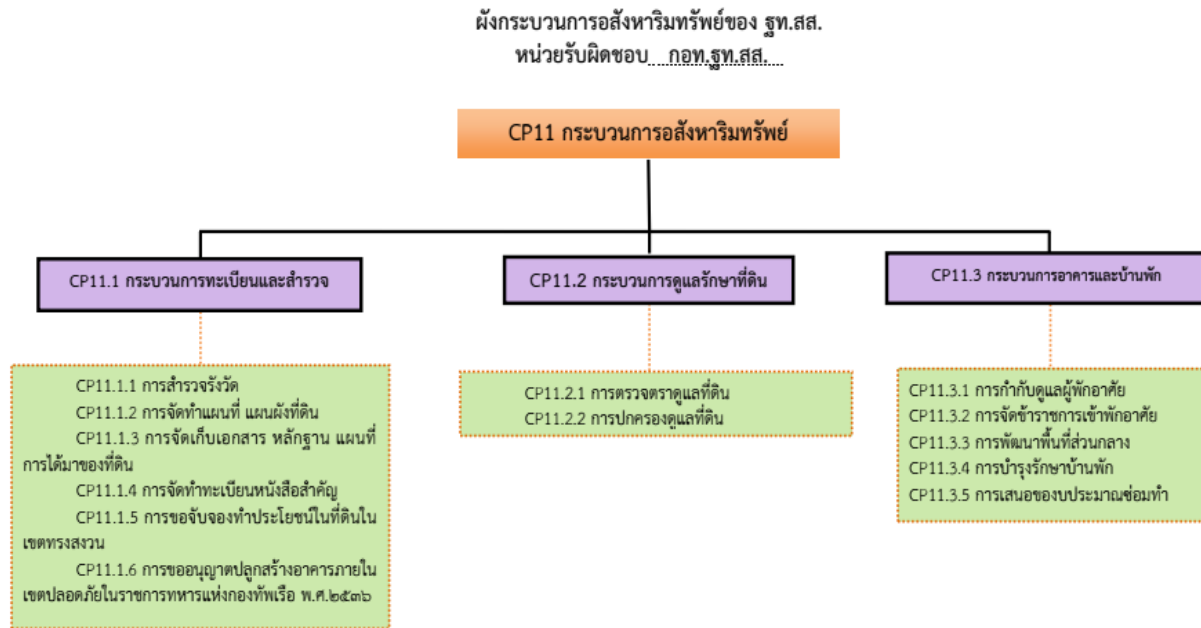 ผังกระบวนการอสังหาริมทรัพย์ของ ฐท.สส.
หน่วยรับผิดชอบ กอท.ฐท.สส.
CP11 กระบวนการอสังหาริมทรัพย์
CP11.1 กระบวนการทะเบียนและสำรวจ
CP11.1.1 การสำรวจรังวัด
CP11.1.2 การจัดทำแผนที่ แผนผังที่ดิน
CP11.1.3 การจัดเก็บเอกสาร หลักฐาน แผนที่
การได้มาของที่ดิน
CP11.1.4 การจัดทำทะเบียนหนังสือสำคัญ
CP11.1.5 การขอจับจองทำประโยชน์ในที่ดินใน
เขตทรงสงวน
CP11.1.6 การขออนุญาตปลูกสร้างอาคารภายใน
เขตปลอดภัยในราชการทหารแห่งกองทัพเรือ พ.ศ.๒๕๓๖
CP11.2 กระบวนการดูแลรักษาที่ดิน
CP11.2.1 การตรวจตราดูแลที่ดิน
CP11.2.2 การปกครองดูแลที่ดิน
CP11.3 กระบวนการอาคารและบ้านพัก
CP11.3.1 การกำกับดูแลผู้พักอาศัย
CP11.3.2 การจัดข้าราชการเข้าพักอาศัย
CP11.3.3 การพัฒนาพื้นที่ส่วนกลาง
CP11.3.4 การบำรุงรักษาบ้านพัก
CP11.3.5 การเสนอของบประมาณซ่อมทำ